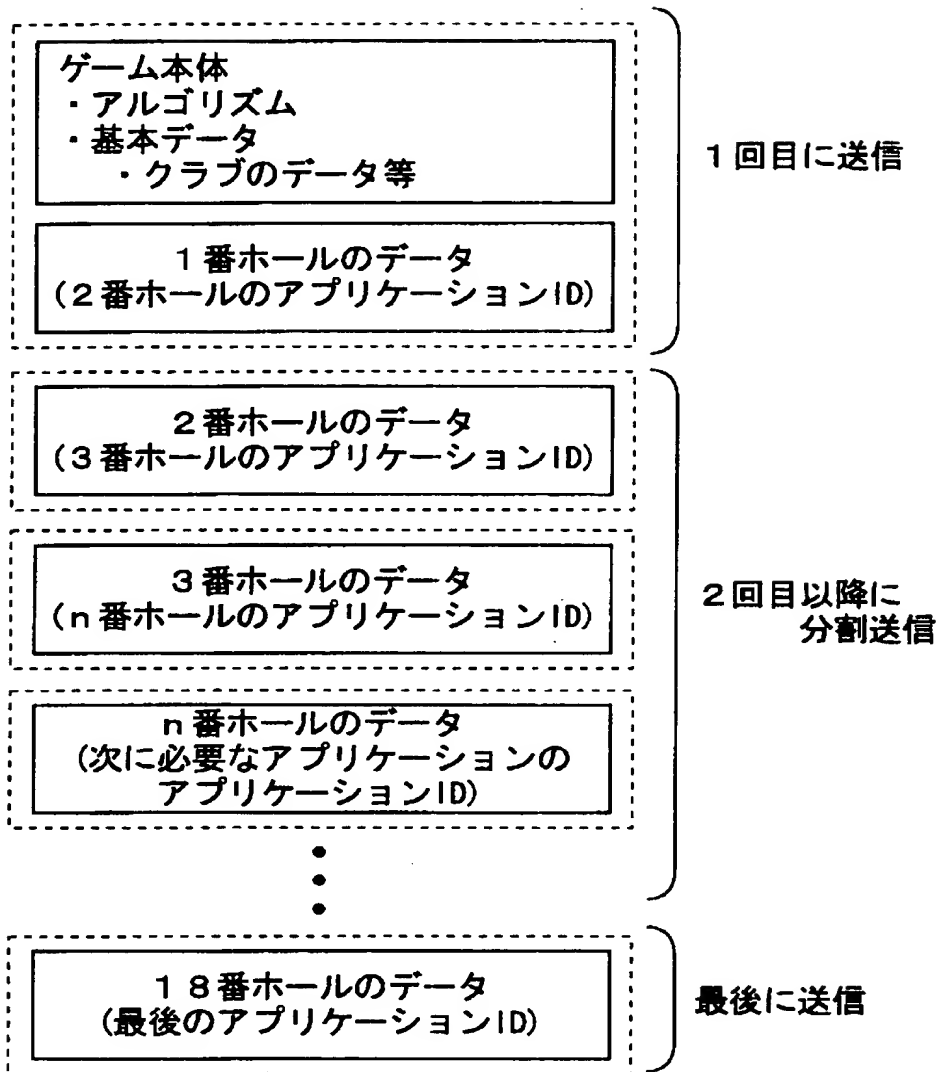 ゲーム本体
・アルゴリズム
・基本データ
・クラブのデータ等
1番ホールのデータ
(2番ホールのアプリケーションID)
1回目に送信
2番ホールのデータ
(3番ホールのアプリケーションID)
3番ホールのデータ
(n番ホールのアプリケーションID)
n番ホールのデータ
(次に必要なアプリケーションの
アプリケーションID)
2回目以降に
分割送信
18番ホールのデータ
(最後のアプリケーションID)
最後に送信